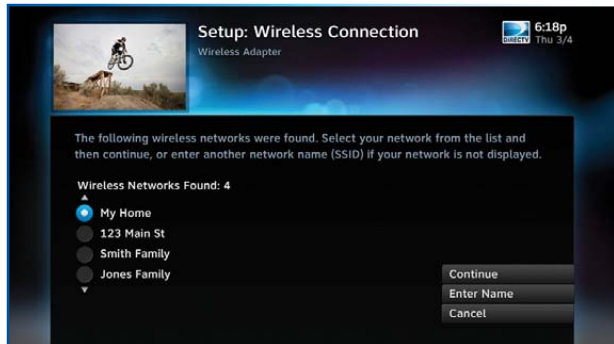 Setup: Wireless Connection
Wireless Adapter
DIRECTV
6:18p
Thu 3/4
The following wireless networks were found. Select your network from the list and
then continue, or enter another network name (SSID) if your network is not displayed.
Wireless Networks Found: 4
My Home
123 Main St
Smith Family
Jones Family
Continue
Enter Name
Cancel